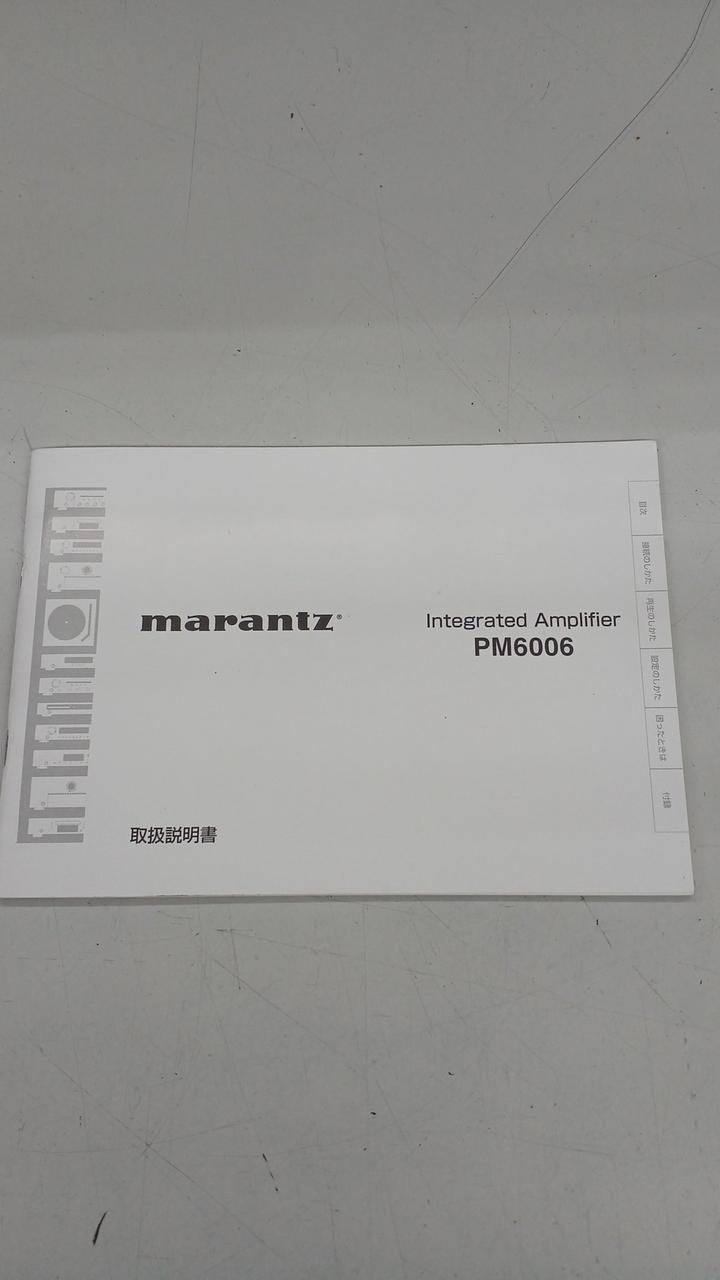 marantz®
Integrated Amplifier
PM6006
取扱説明書
目次
接続のしかた
再生のしかた
設定のしかた
困ったときは
付録